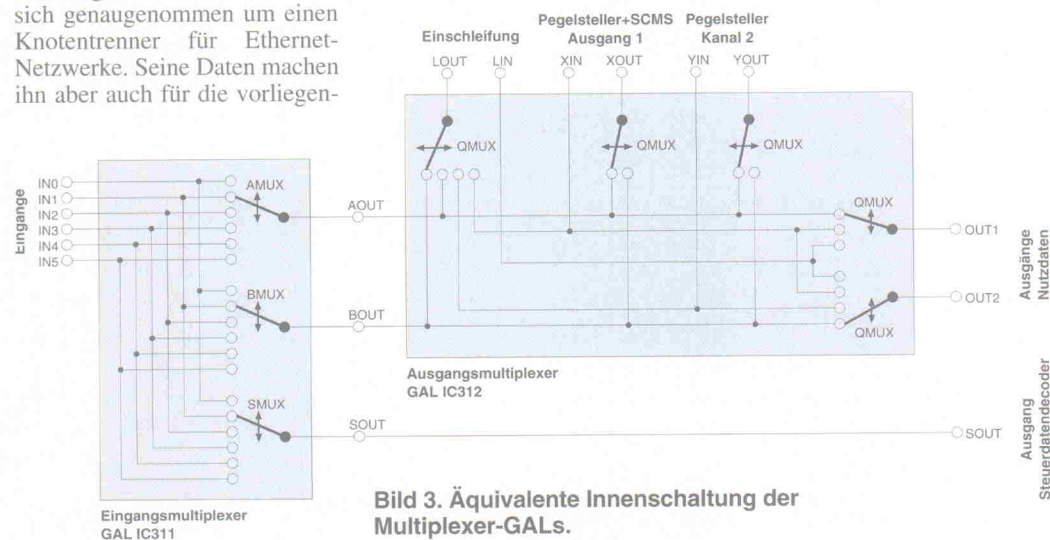 sich genaugenommen um einen
Knotentrenner für Ethernet-
Netzwerke. Seine Daten machen
ihn aber auch für die vorliegen-
Einschleifung
Pegelsteller+SCMS
Ausgang 1
Pegelsteller
Kanal 2
LOUT LIN XIN XOUT YIN YOUT
QMUX QMUX QMUX
Eingänge
IN0
IN1
IN2
IN3
IN4
IN5
AMUX
BMUX
SMUX
AOUT
BOUT
SOUT
QMUX
QMUX
OUT1
OUT2
Ausgänge
Nutzdaten
SOUT
Ausgang
Steuerdatendecoder
Ausgangsmultiplexer
GAL IC312
Eingangsmultiplexer
GAL IC311
Bild 3. Äquivalente Innenschaltung der
Multiplexer-GALs.